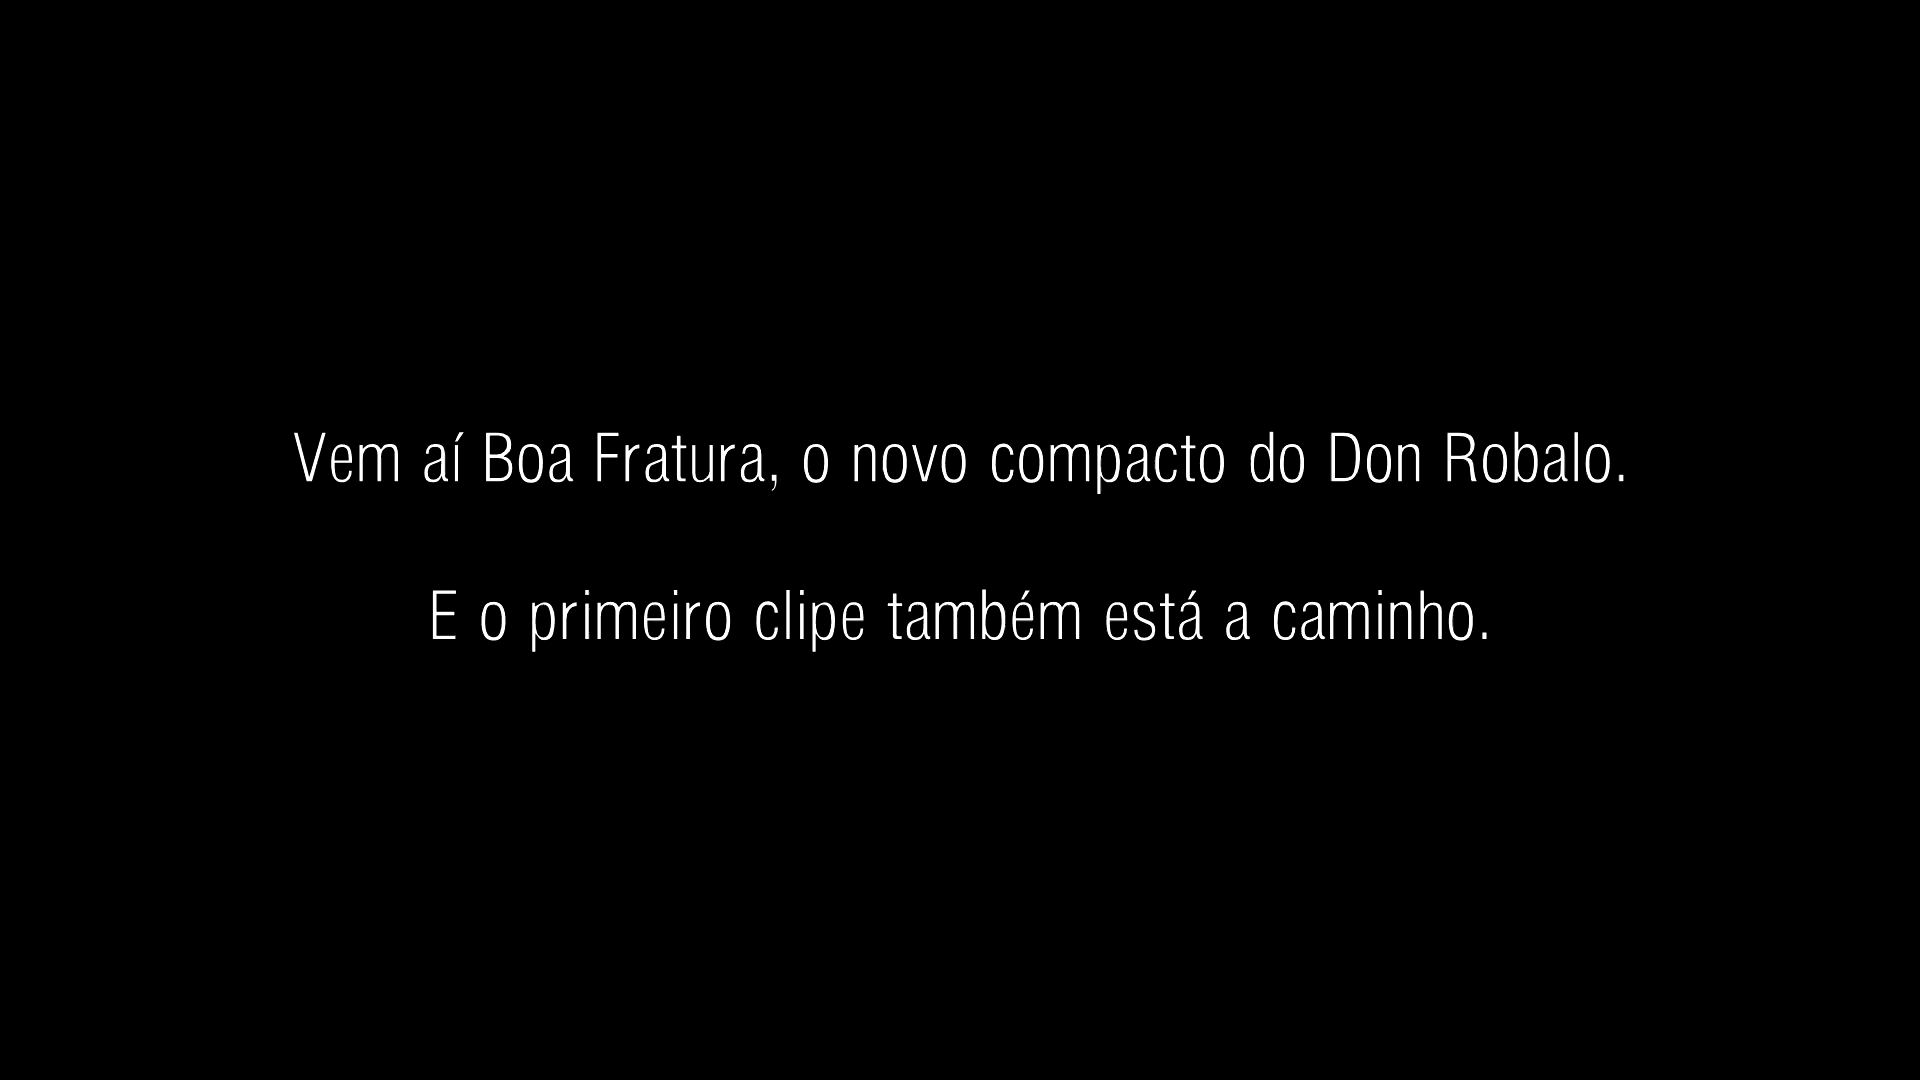 Vem aí Boa Fratura, o novo compacto do Don Robalo.
E o primeiro clipe também está a caminho.